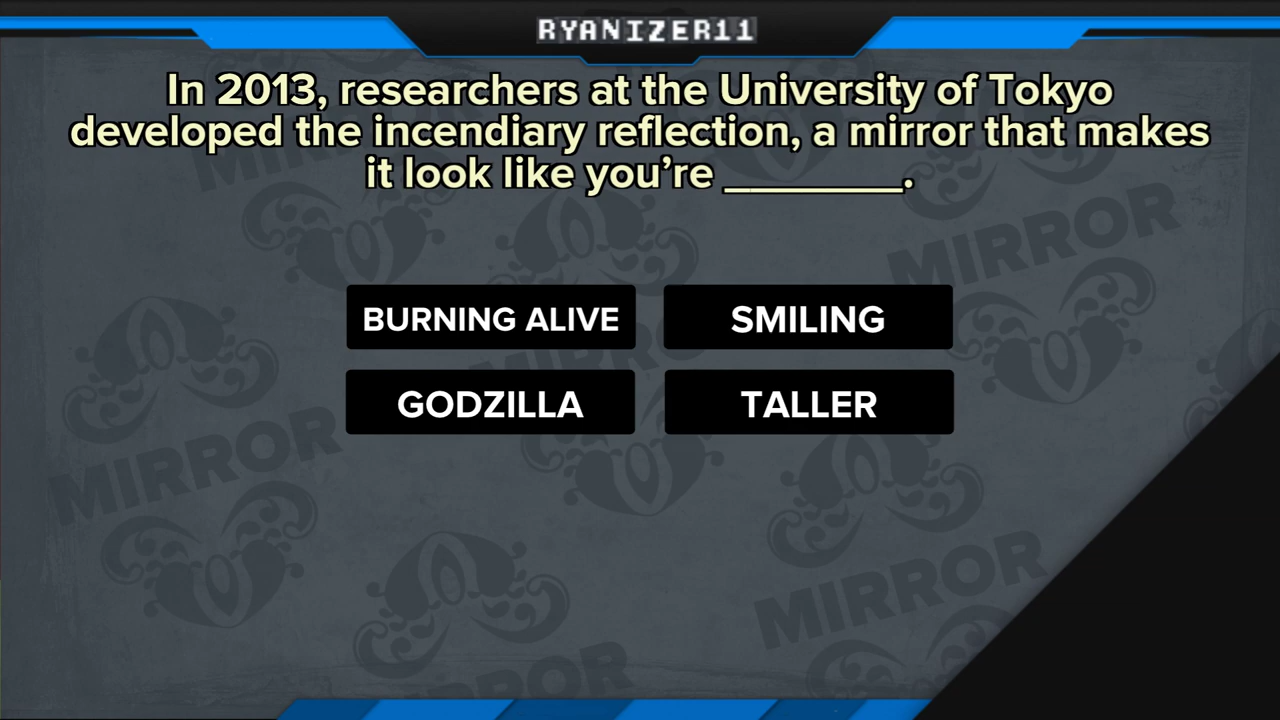 RYANIZER11
In 2013, researchers at the University of Tokyo
developed the incendiary reflection, a mirror that makes
it look like you’re ________.
BURNING ALIVE
SMILING
GODZILLA
TALLER
MIRROR
MIRROR
MIRROR
MIRROR
MIRROR
MIRROR